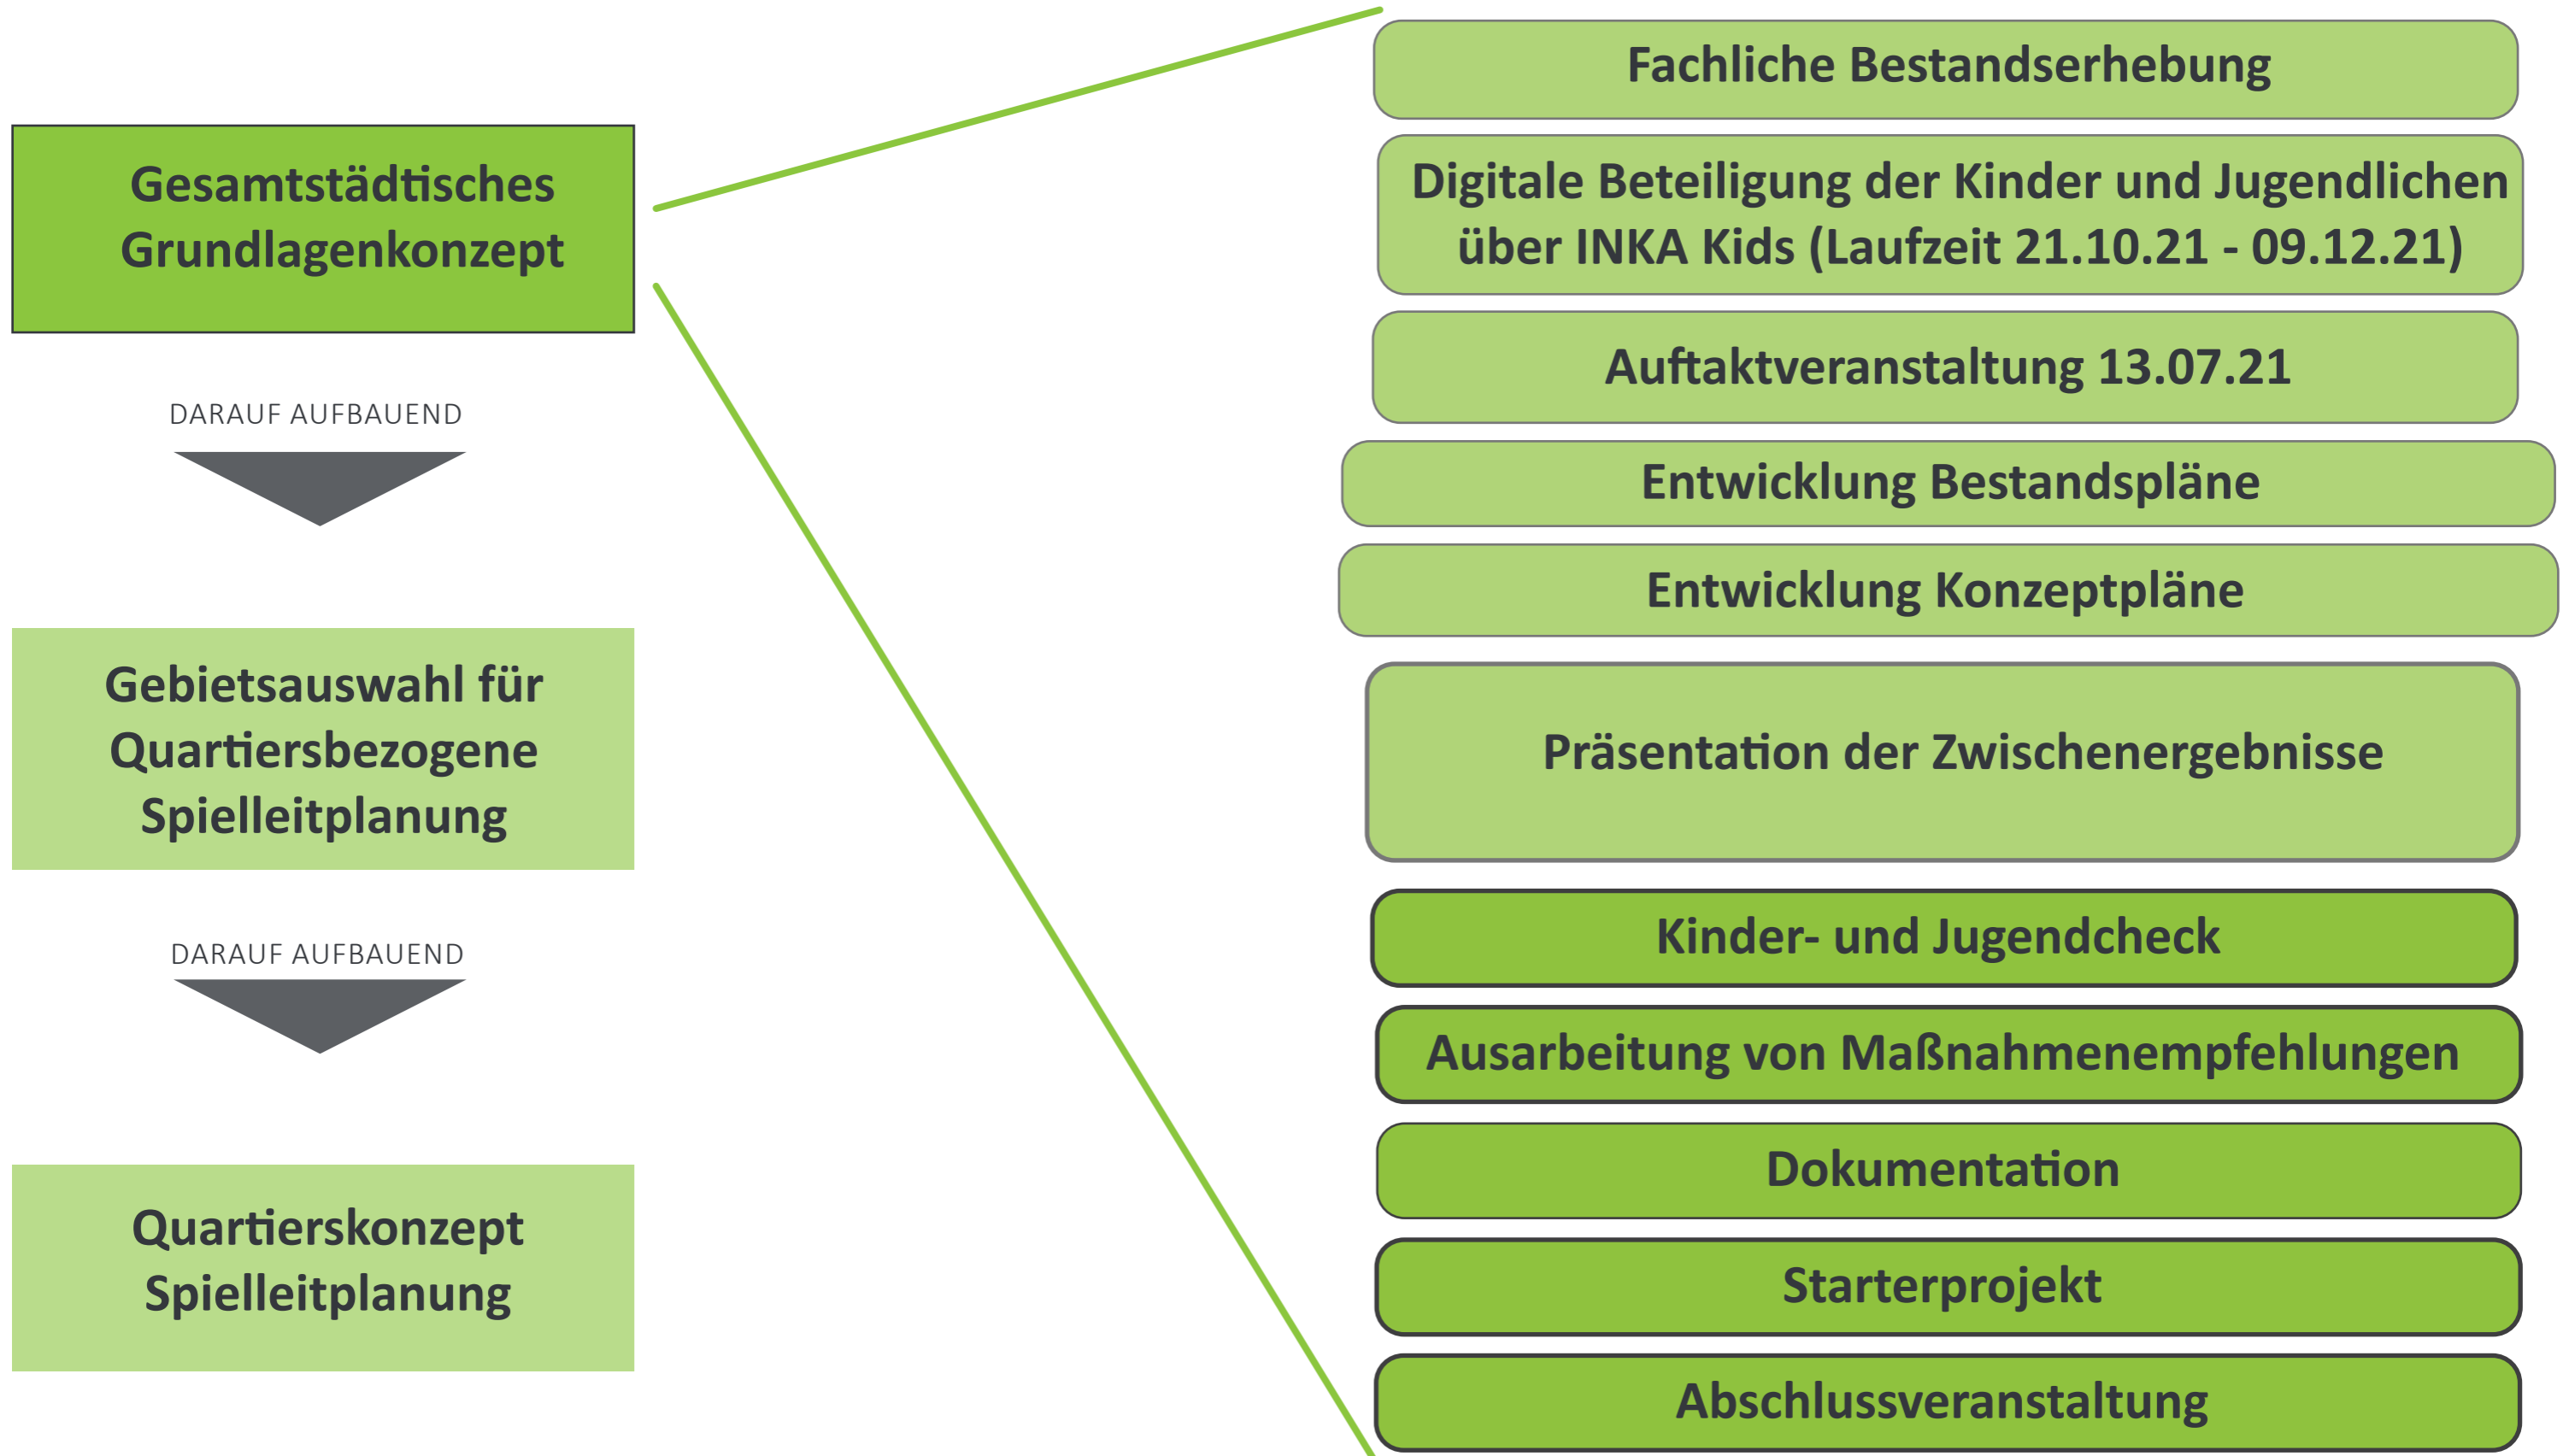 Gesamtstädtisches
Grundlagenkonzept
DARAUF AUFBAUEND
Gebietsauswahl für
Quartiersbezogene
Spielleitplanung
DARAUF AUFBAUEND
Quartierskonzept
Spielleitplanung
Fachliche Bestandserhebung
Digitale Beteiligung der Kinder und Jugendlichen
über INKA Kids (Laufzeit 21.10.21 - 09.12.21)
Auftaktveranstaltung 13.07.21
Entwicklung Bestandspläne
Entwicklung Konzeptpläne
Präsentation der Zwischenergebnisse
Kinder- und Jugendcheck
Ausarbeitung von Maßnahmenempfehlungen
Dokumentation
Starterprojekt
Abschlussveranstaltung